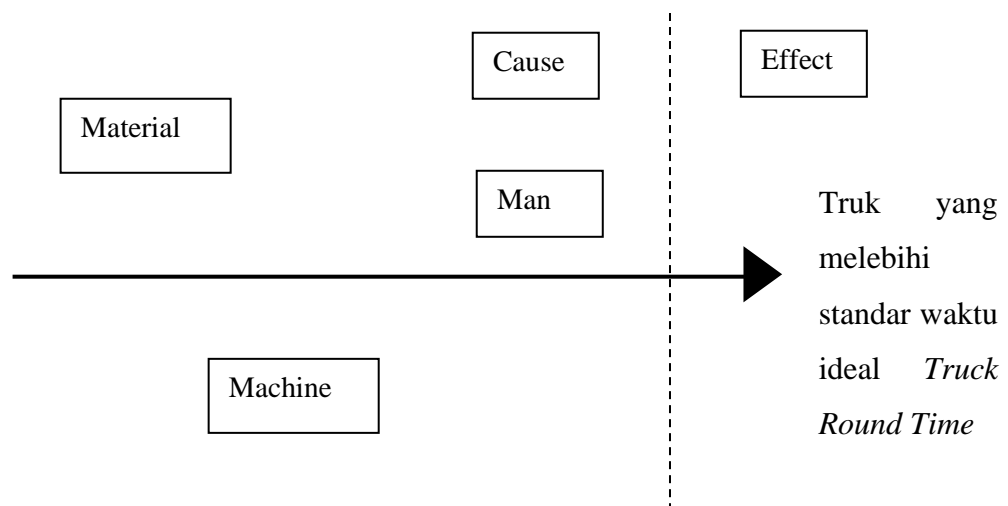 Cause
Effect
Material
Man
Truk yang
melebihi
standar waktu
ideal Truck
Round Time
Machine